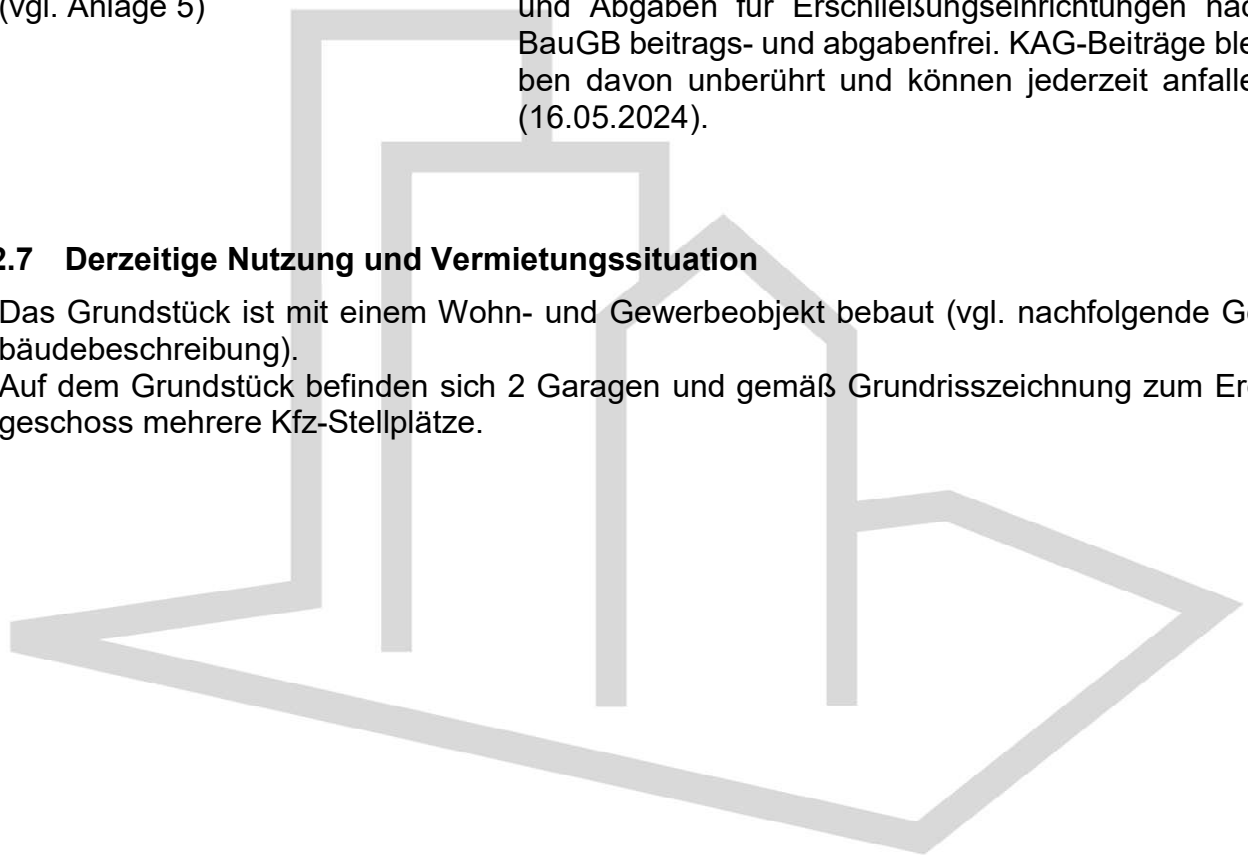 (vgl. Anlage 5)
und Abgaben für Erschließungseinrichtungen nac
BauGB beitrags- und abgabenfrei. KAG-Beiträge ble
ben davon unberührt und können jederzeit anfalle
(16.05.2024).
2.7 Derzeitige Nutzung und Vermietungssituation
Das Grundstück ist mit einem Wohn- und Gewerbeobjekt bebaut (vgl. nachfolgende Ge
bäudebeschreibung).
Auf dem Grundstück befinden sich 2 Garagen und gemäß Grundrisszeichnung zum Erd
geschoss mehrere Kfz-Stellplätze.